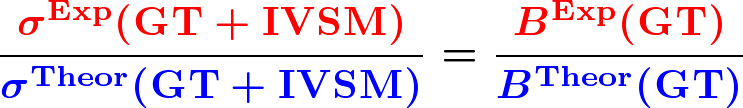 σ^Exp(GT + IVSM) / σ^Theor(GT + IVSM) = B^Exp(GT) / B^Theor(GT)